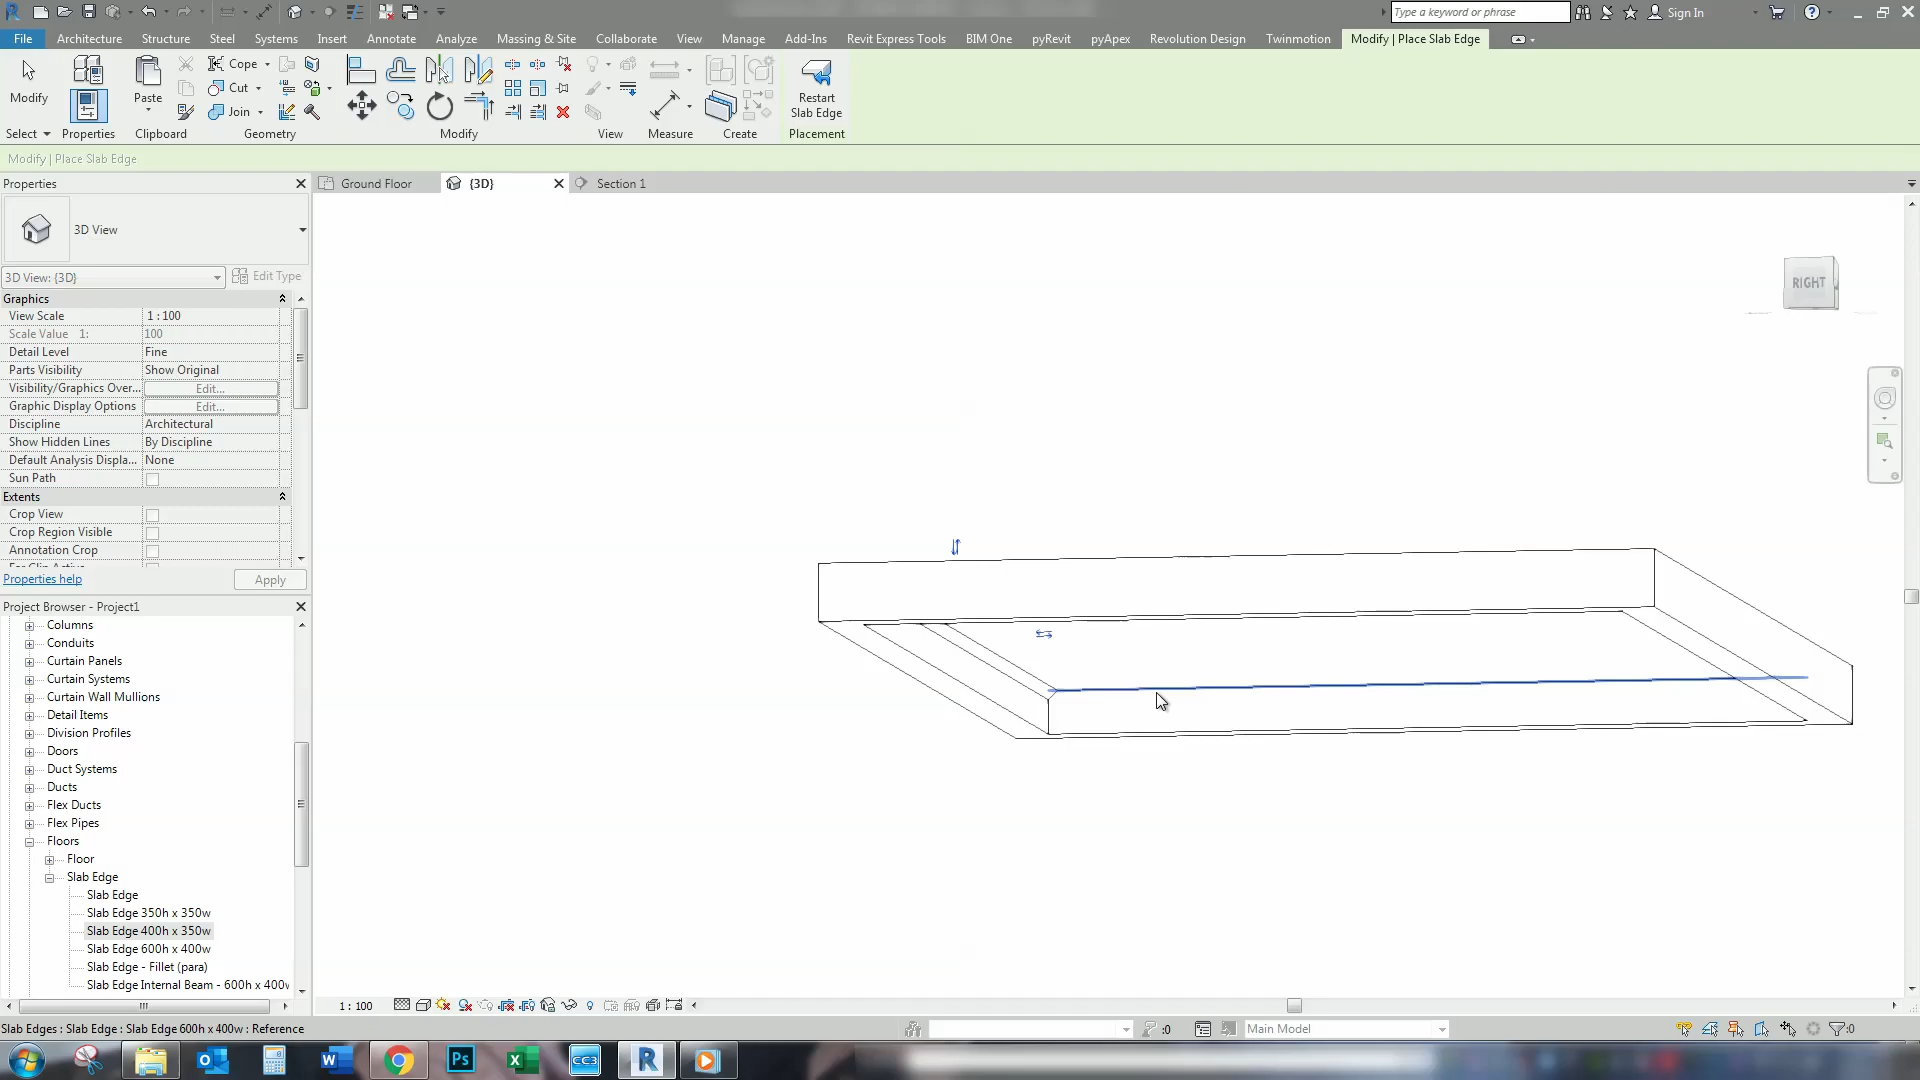 Type a keyword or phrase
Sign In
File
Architecture
Structure
Steel
Systems
Insert
Annotate
Analyze
Massing & Site
Collaborate
View
Manage
Add-Ins
Revit Express Tools
BIM One
pyRevit
pyApex
Revolution Design
Twinmotion
Modify | Place Slab Edge
Modify
Paste
Cope
Cut
Join
Restart
Slab Edge
Select
Properties
Clipboard
Geometry
Modify
View
Measure
Create
Placement
Modify | Place Slab Edge
Properties
Ground Floor
{3D}
Section 1
3D View
3D View: {3D}
Edit Type
Graphics
View Scale
1 : 100
Scale Value 1:
100
Detail Level
Fine
Parts Visibility
Show Original
Visibility/Graphics Over...
Edit...
Graphic Display Options
Edit...
Discipline
Architectural
Show Hidden Lines
By Discipline
Default Analysis Displa...
None
Sun Path
Extents
Crop View
Crop Region Visible
Annotation Crop
Properties help
Apply
RIGHT
Project Browser - Project1
Columns
Conduits
Curtain Panels
Curtain Systems
Curtain Wall Mullions
Detail Items
Division Profiles
Doors
Duct Systems
Ducts
Flex Ducts
Flex Pipes
Floors
Floor
Slab Edge
Slab Edge
Slab Edge 350h x 350w
Slab Edge 400h x 350w
Slab Edge 600h x 400w
Slab Edge - Fillet (para)
Slab Edge Internal Beam - 600h x 400w
1 : 100
Slab Edges : Slab Edge : Slab Edge 600h x 400w : Reference
:0
Main Model
:0
Ps
CC3
R